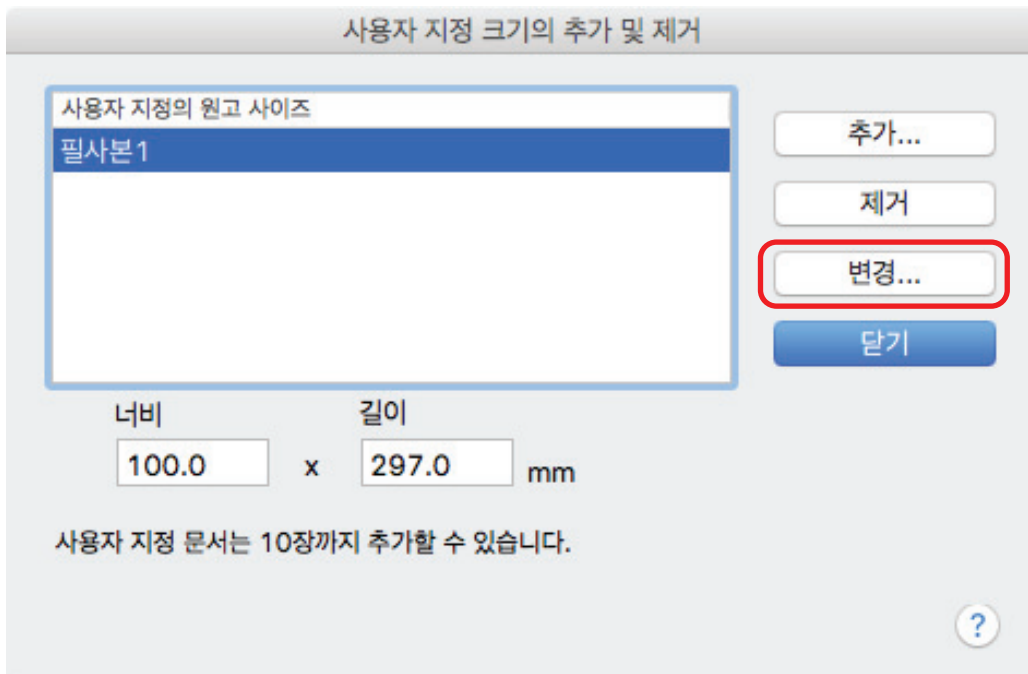 사용자 지정 크기의 추가 및 제거
사용자 지정의 원고 사이즈
필사본1
추가...
제거
변경...
닫기
너비 길이
100.0 x 297.0 mm
사용자 지정 문서는 10장까지 추가할 수 있습니다.
?